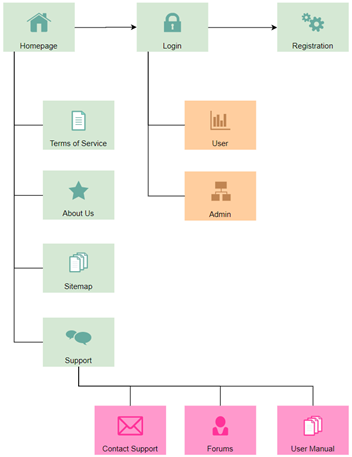 Homepage
Login
Registration
Terms of Service
User
About Us
Admin
Sitemap
Support
Contact Support
Forums
User Manual